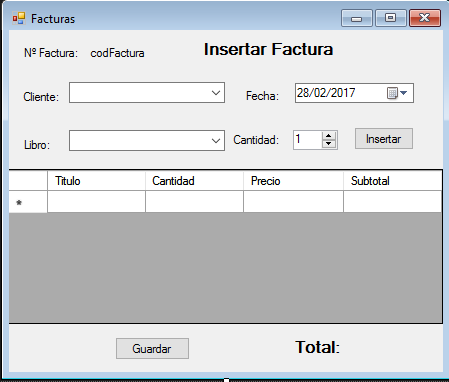 Facturas
Nº Factura: codFactura Insertar Factura
Cliente: Fecha: 28/02/2017
Libro: Cantidad: 1 Insertar
Titulo Cantidad Precio Subtotal
*
Guardar Total: